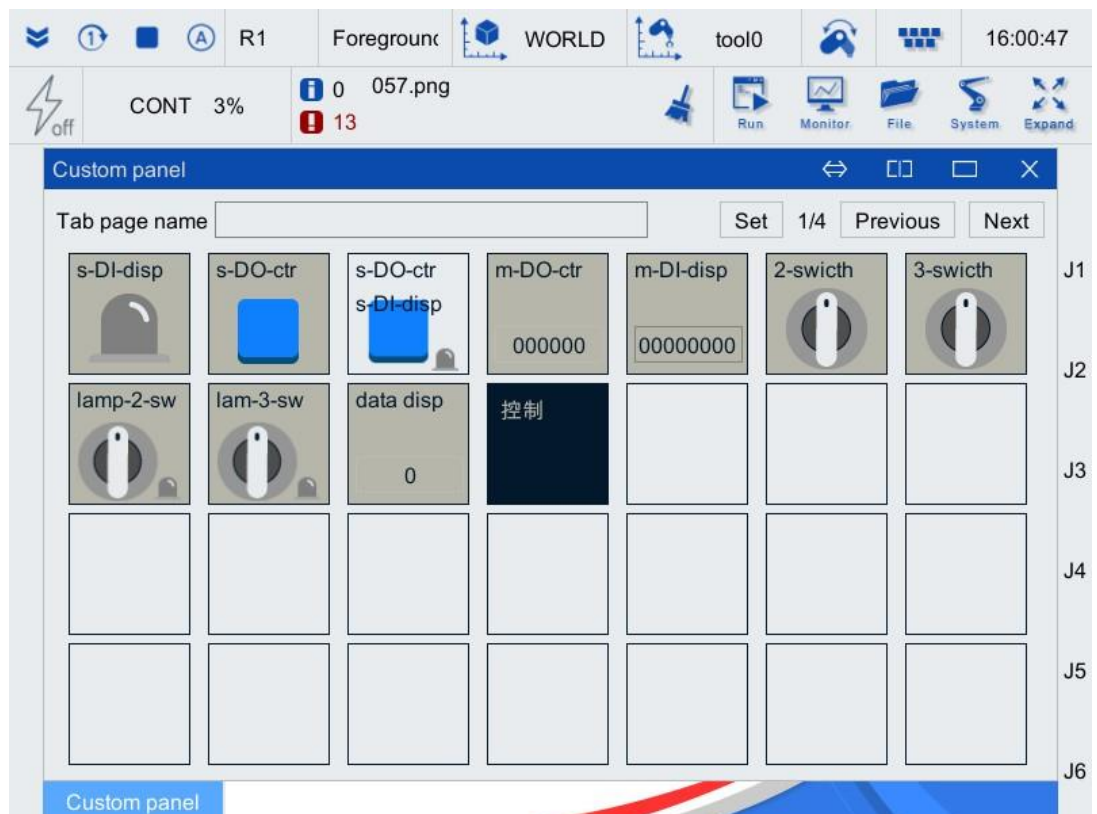 1 A R1 Foregrounc WORLD tool0 16:00:47
off CONT 3% i 0 057.png
! 13
Run Monitor File System Expand
Custom panel
Tab page name Set 1/4 Previous Next
s-DI-disp s-DO-ctr s-DO-ctr m-DO-ctr m-DI-disp 2-swicth 3-swicth J1
s-DI-disp
000000 00000000
J2
lamp-2-sw lam-3-sw data disp 控制
0 J3
J4
J5
J6
Custom panel